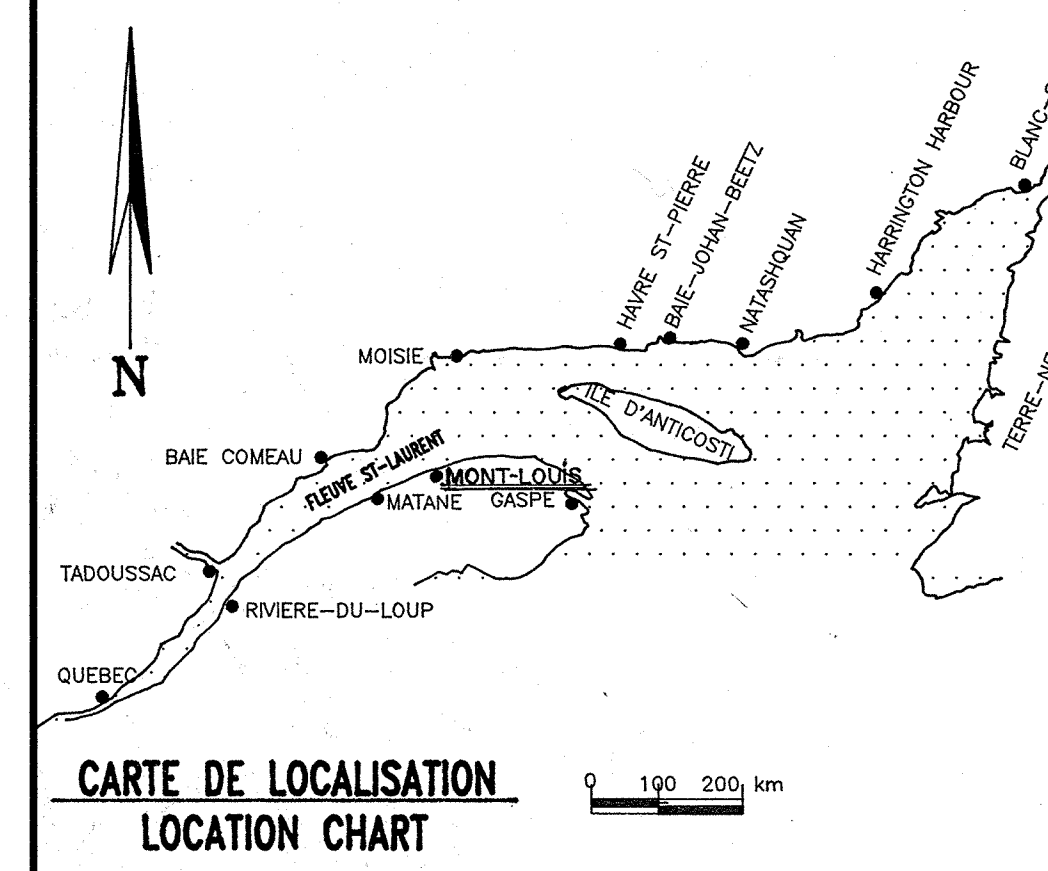 N
HARRINGTON HARBOUR
HAVRE ST-PIERRE
BAIE-JOHAN-BEETZ
NATASHQUAN
MOISIE
ILE D'ANTICOSTI
BAIE COMEAU
FLEUVE ST-LAURENT
MONT-LOUIS
MATANE
GASPE
TADOUSSAC
RIVIERE-DU-LOUP
QUEBEC
CARTE DE LOCALISATION
LOCATION CHART
0 100 200 km